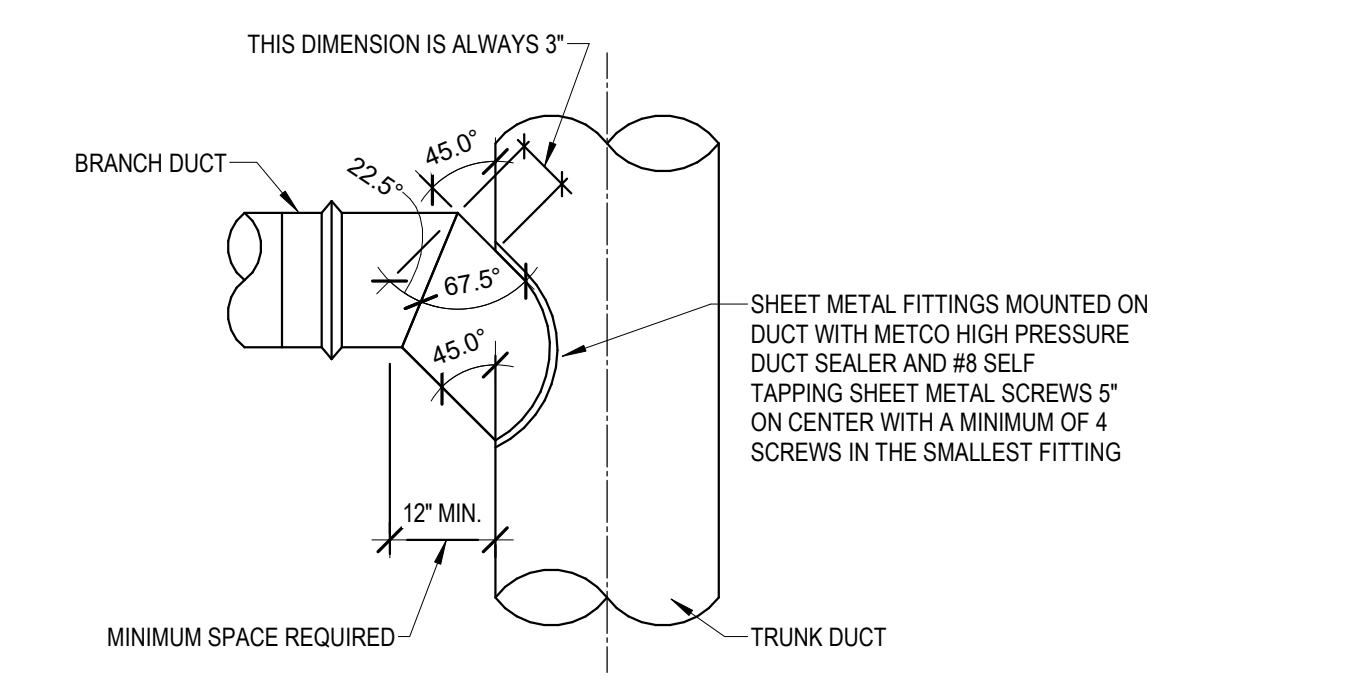 THIS DIMENSION IS ALWAYS 3"
45.0°
22.5°
BRANCH DUCT
67.5°
45.0°
SHEET METAL FITTINGS MOUNTED ON
DUCT WITH METCO HIGH PRESSURE
DUCT SEALER AND #8 SELF
TAPPING SHEET METAL SCREWS 5"
ON CENTER WITH A MINIMUM OF 4
SCREWS IN THE SMALLEST FITTING
12" MIN.
MINIMUM SPACE REQUIRED
TRUNK DUCT